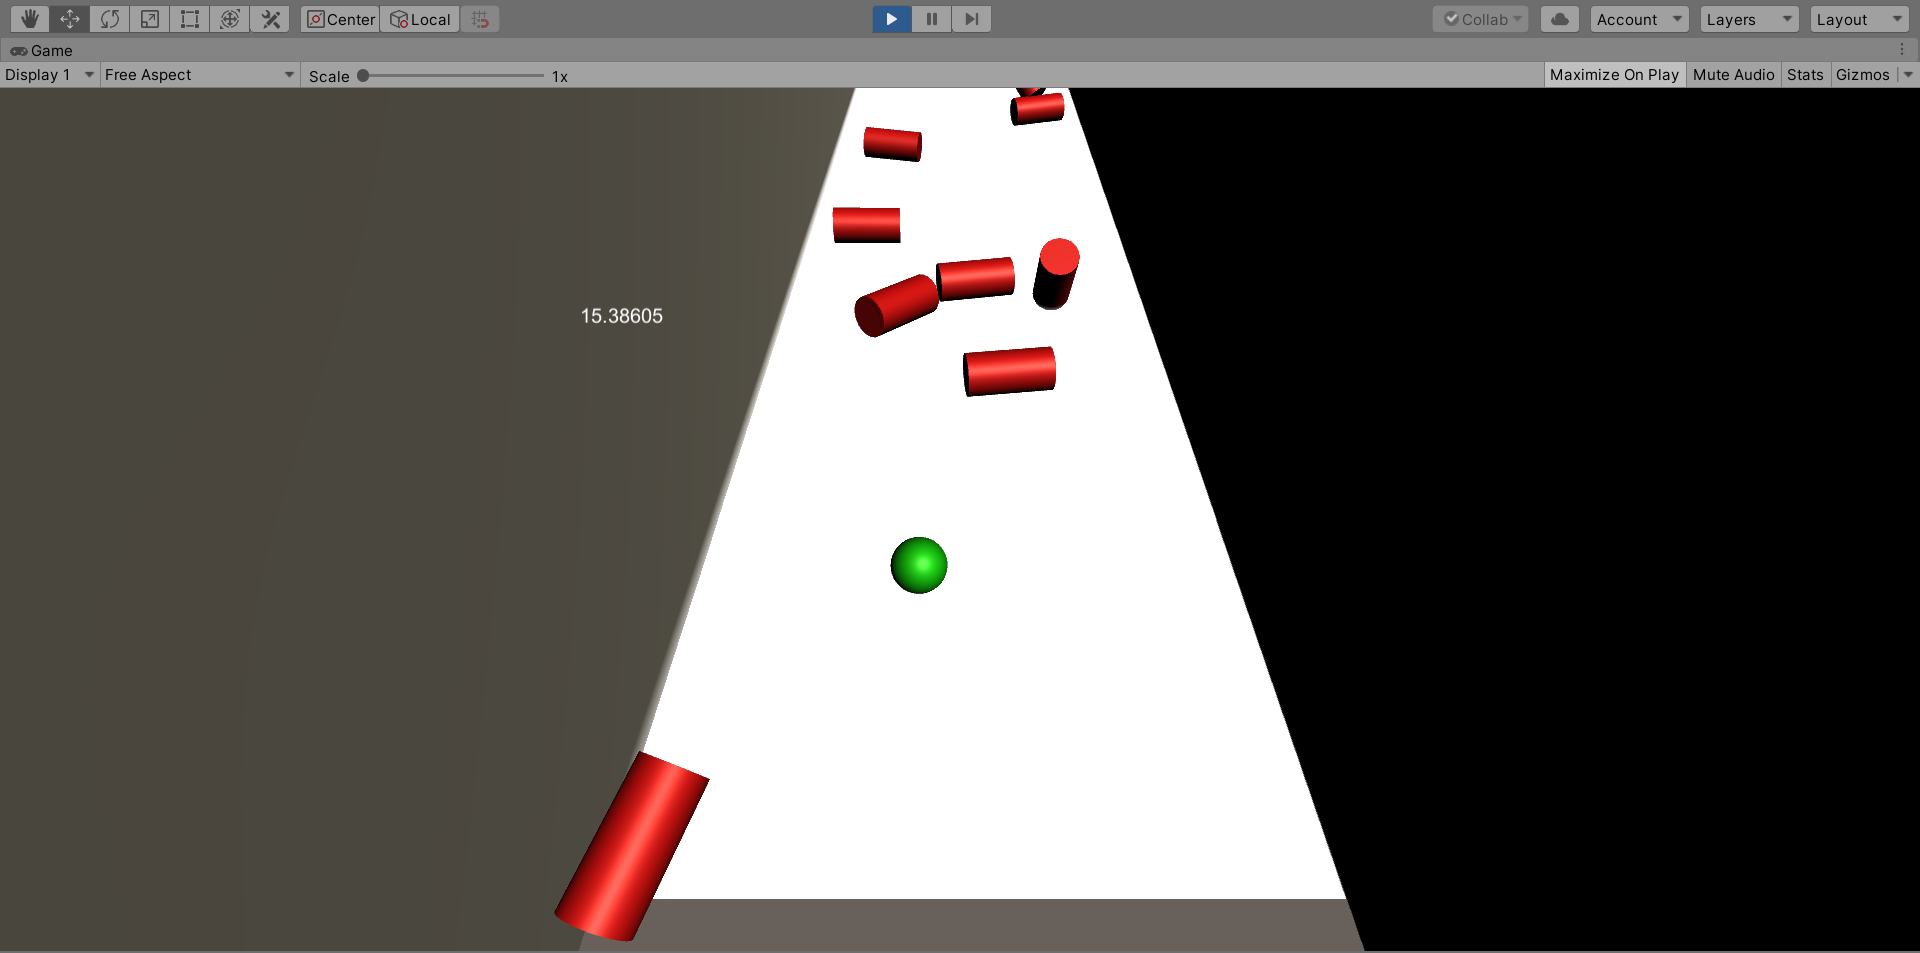 Center Local Collab Account Layers Layout
Game
Display 1 Free Aspect Scale 1x Maximize On Play Mute Audio Stats Gizmos
15.38605